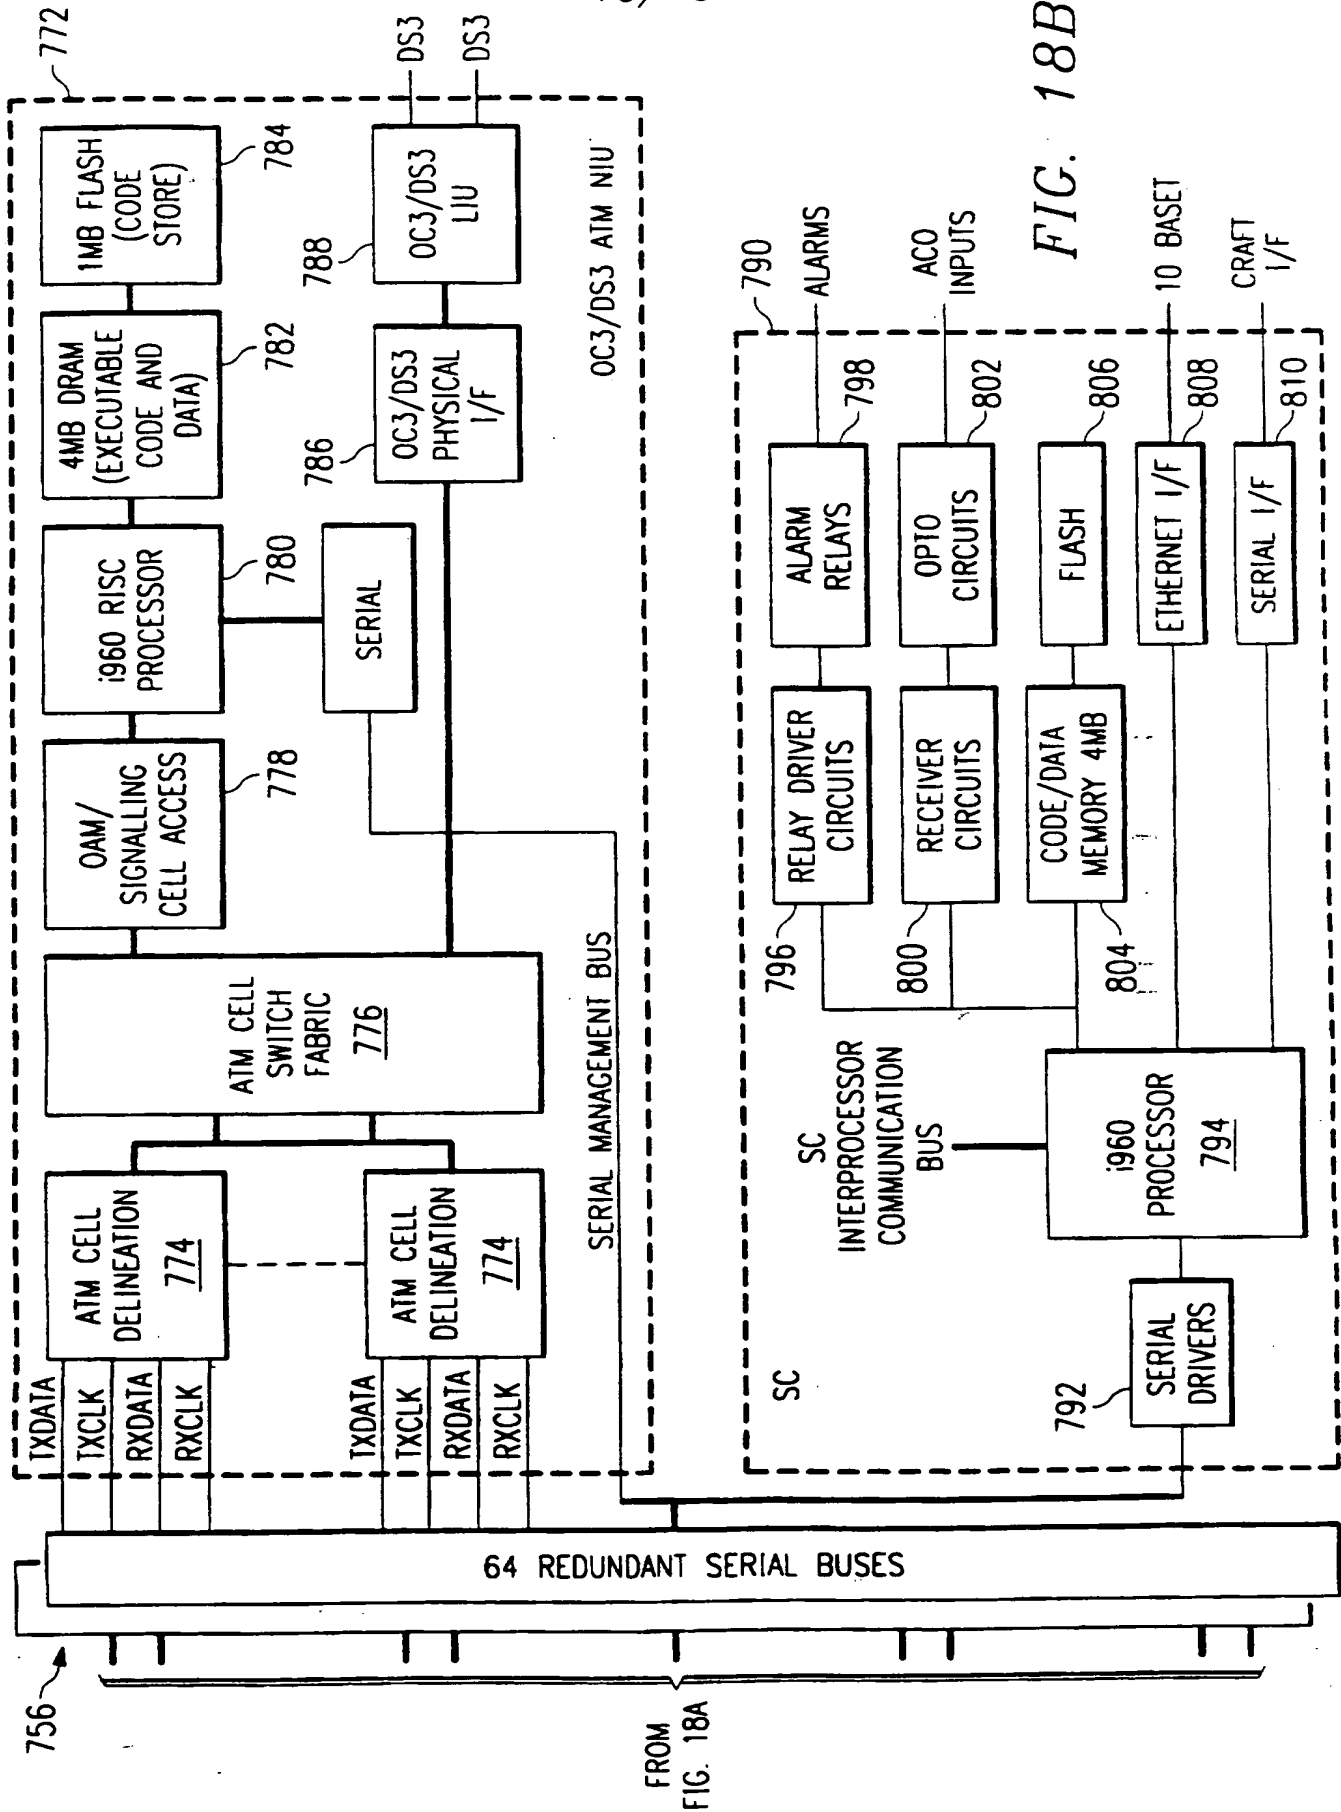 756
FROM
FIG. 18A
64 REDUNDANT SERIAL BUSES
TXDATA
TXCLK
RXDATA
RXCLK
TXDATA
TXCLK
RXDATA
RXCLK
ATM CELL
DELINEATION
774
ATM CELL
DELINEATION
774
ATM CELL
SWITCH
FABRIC
776
OAM/
SIGNALLING
CELL ACCESS
778
i960 RISC
PROCESSOR
780
4MB DRAM
(EXECUTABLE
CODE AND
DATA)
782
1MB FLASH
(CODE
STORE)
784
772
SERIAL
OC3/DS3
PHYSICAL
I/F
786
OC3/DS3
LIU
788
DS3
DS3
SERIAL MANAGEMENT BUS
OC3/DS3 ATM NIU
SC
792
SERIAL
DRIVERS
SC
INTERPROCESSOR
COMMUNICATION
BUS
i960
PROCESSOR
794
796
RELAY DRIVER
CIRCUITS
ALARM
RELAYS
798
790
ALARMS
800
RECEIVER
CIRCUITS
OPTO
CIRCUITS
802
ACO
INPUTS
CODE/DATA
MEMORY 4MB
804
FLASH
806
ETHERNET I/F
808
10 BASET
SERIAL I/F
810
CRAFT
I/F
FIG. 18B